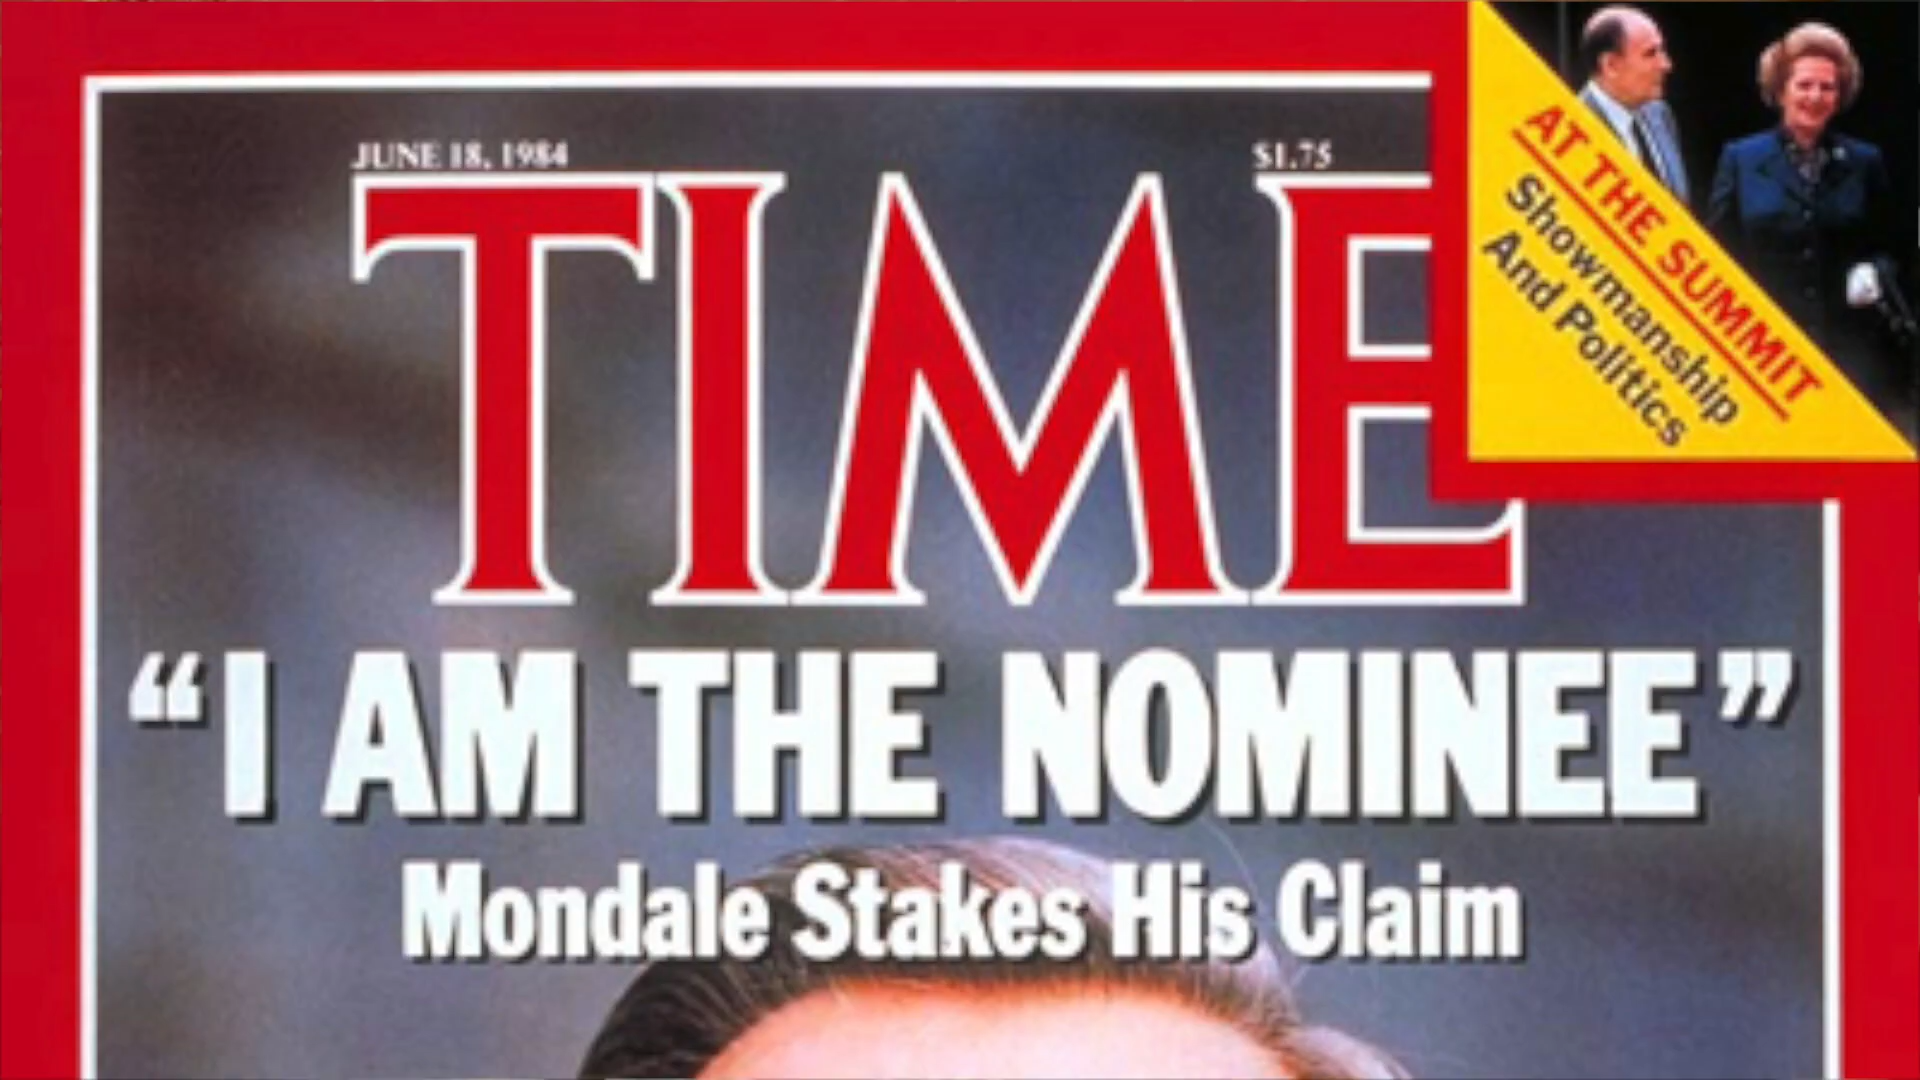 JUNE 18, 1984
$1.75
TIME
AT THE SUMMIT
Showmanship
And Politics
“I AM THE NOMINEE”
Mondale Stakes His Claim